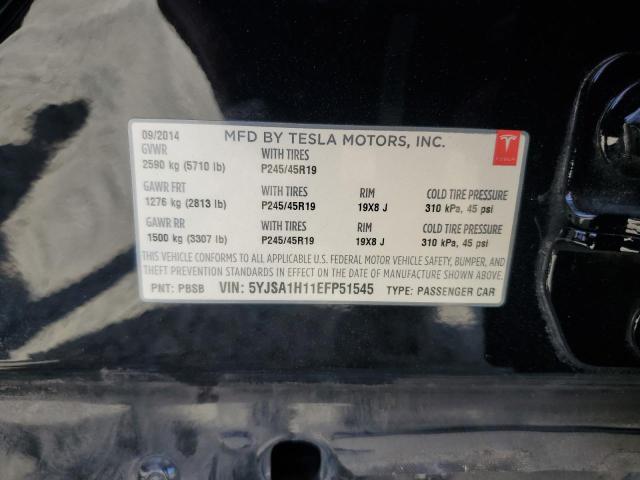 09/2014 MFD BY TESLA MOTORS, INC.
GVWR WITH TIRES
2590 kg (5710 lb) P245/45R19
TESLA
GAWR FRT WITH TIRES RIM COLD TIRE PRESSURE
1276 kg (2813 lb) P245/45R19 19X8 J 310 kPa, 45 psi
GAWR RR WITH TIRES RIM COLD TIRE PRESSURE
1500 kg (3307 lb) P245/45R19 19X8 J 310 kPa, 45 psi
THIS VEHICLE CONFORMS TO ALL APPLICABLE U.S. FEDERAL MOTOR VEHICLE SAFETY, BUMPER, AND
THEFT PREVENTION STANDARDS IN EFFECT ON THE DATE OF MANUFACTURE SHOWN ABOVE.
PNT: PBSB VIN: 5YJSA1H11EFP51545 TYPE: PASSENGER CAR